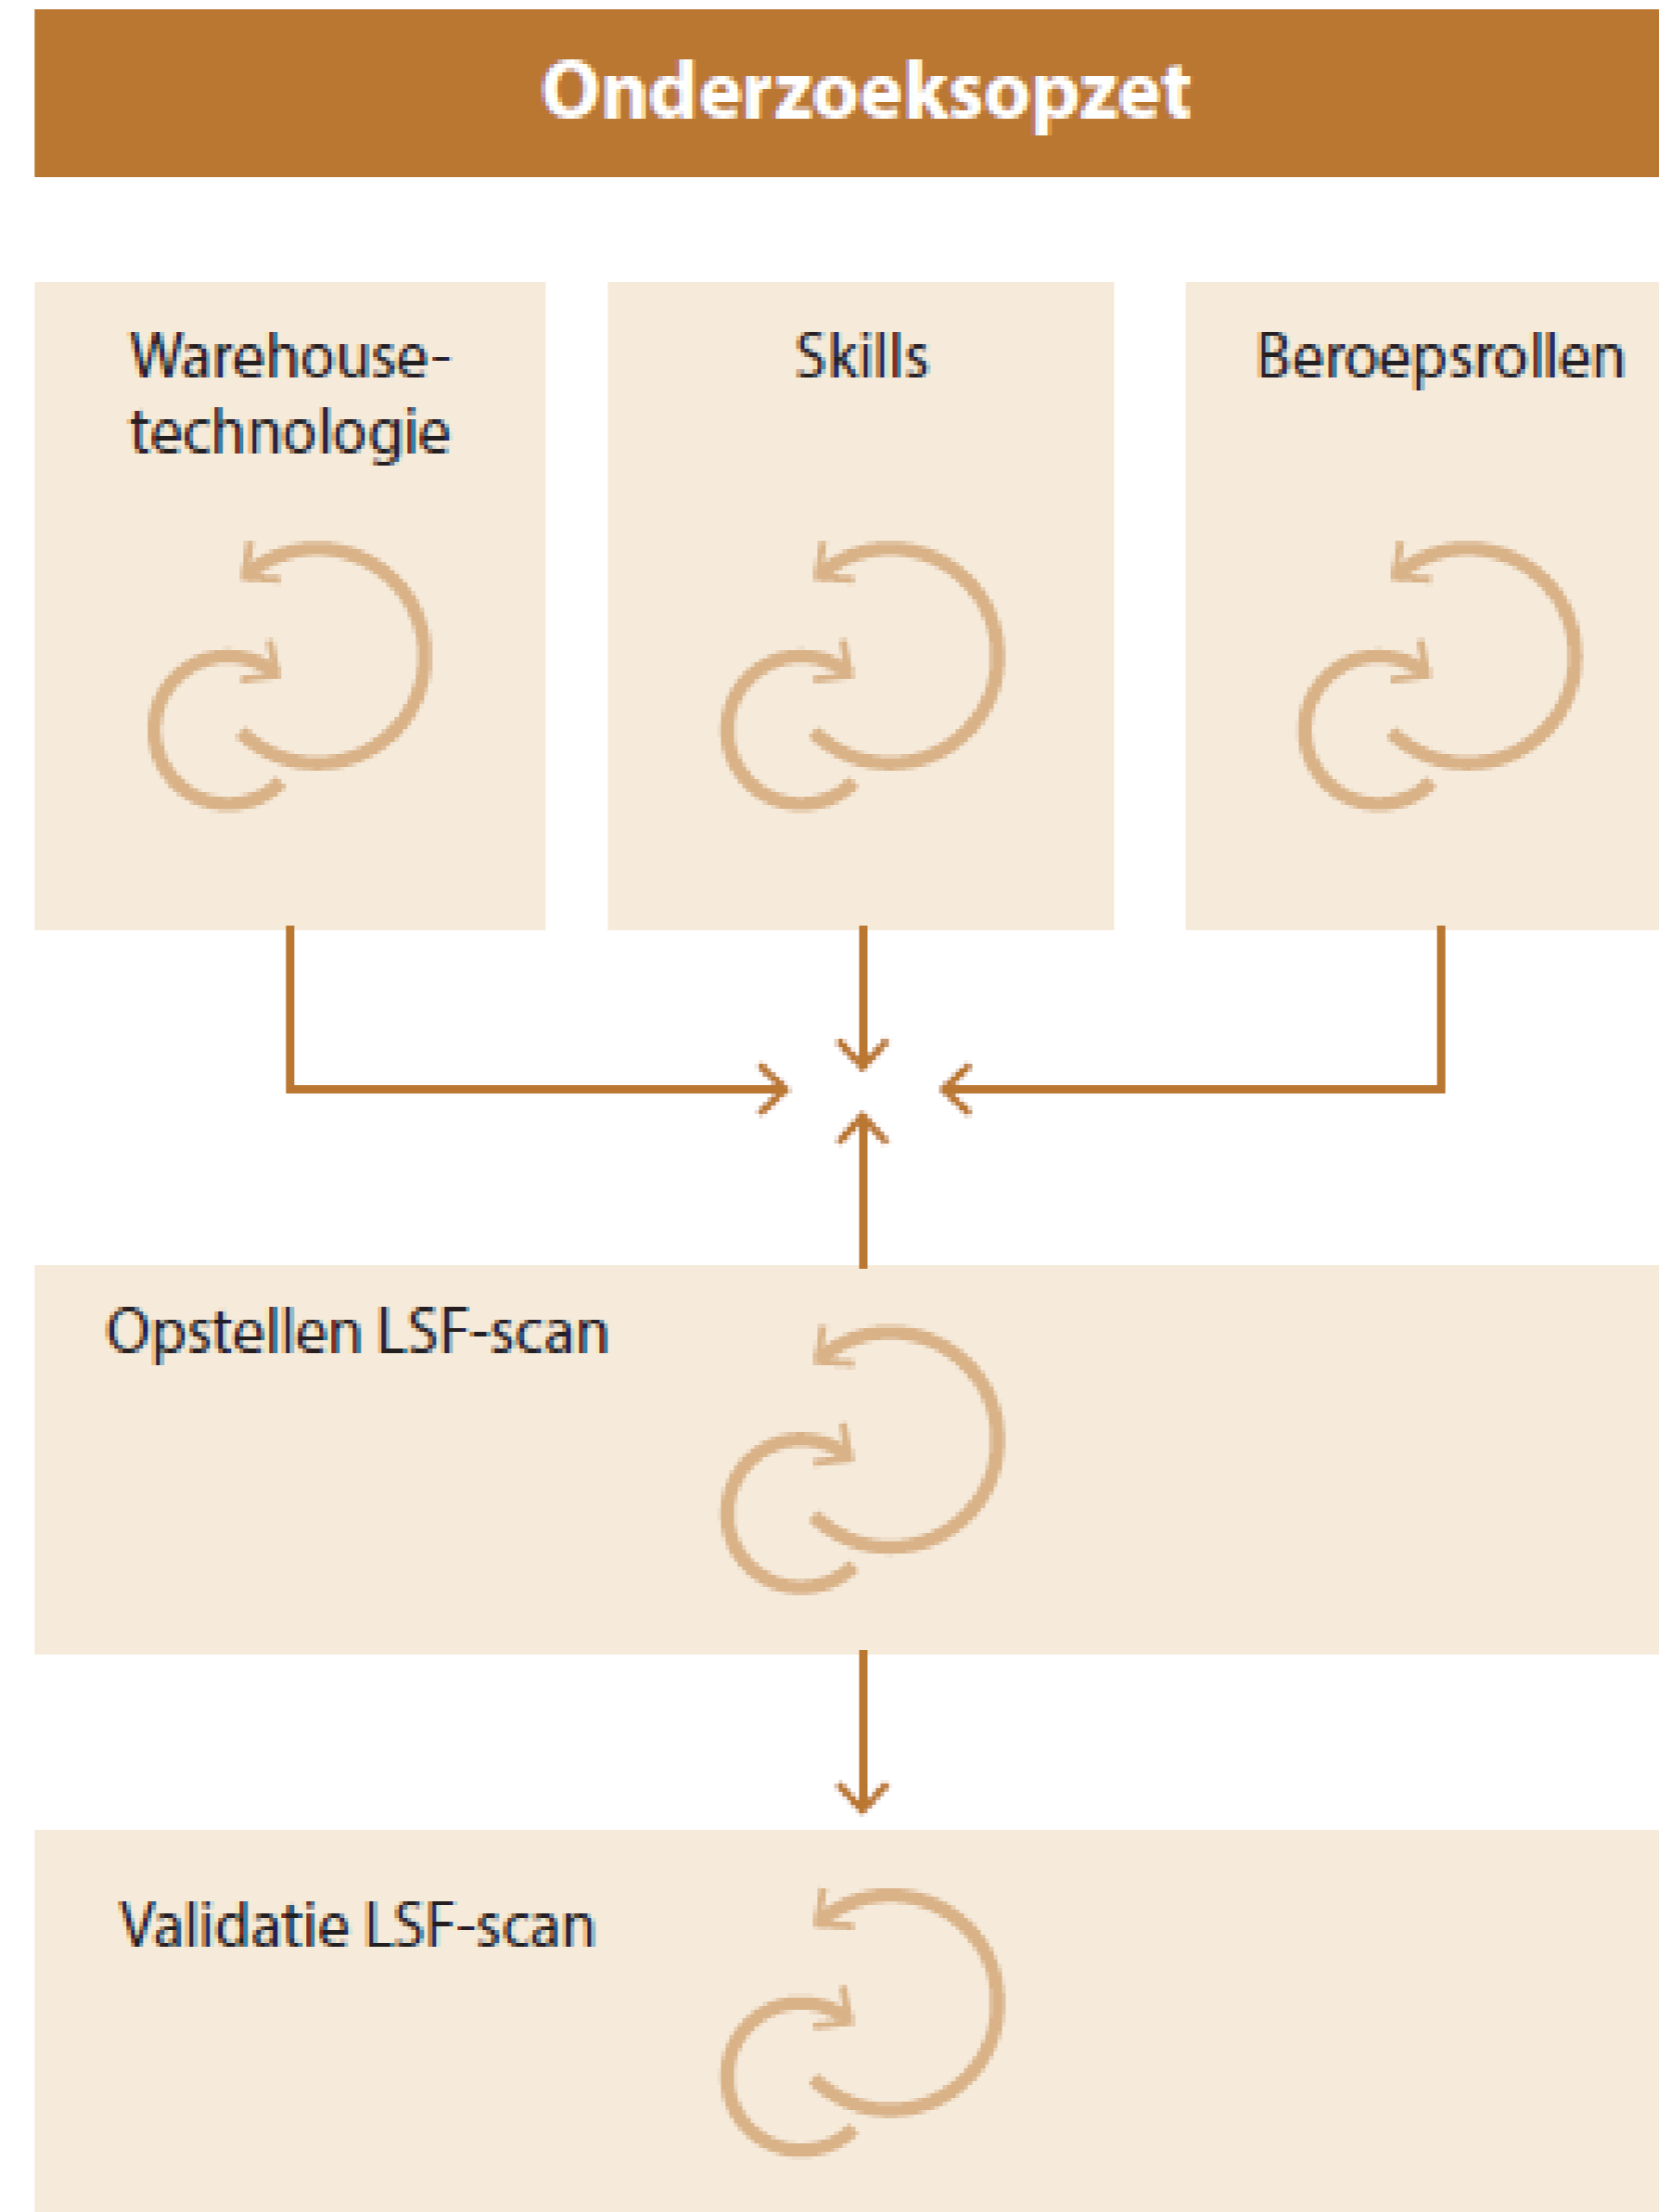 Onderzoeksopzet
Warehouse-
technologie
Skills
Beroepsrollen
Opstellen LSF-scan
Validatie LSF-scan